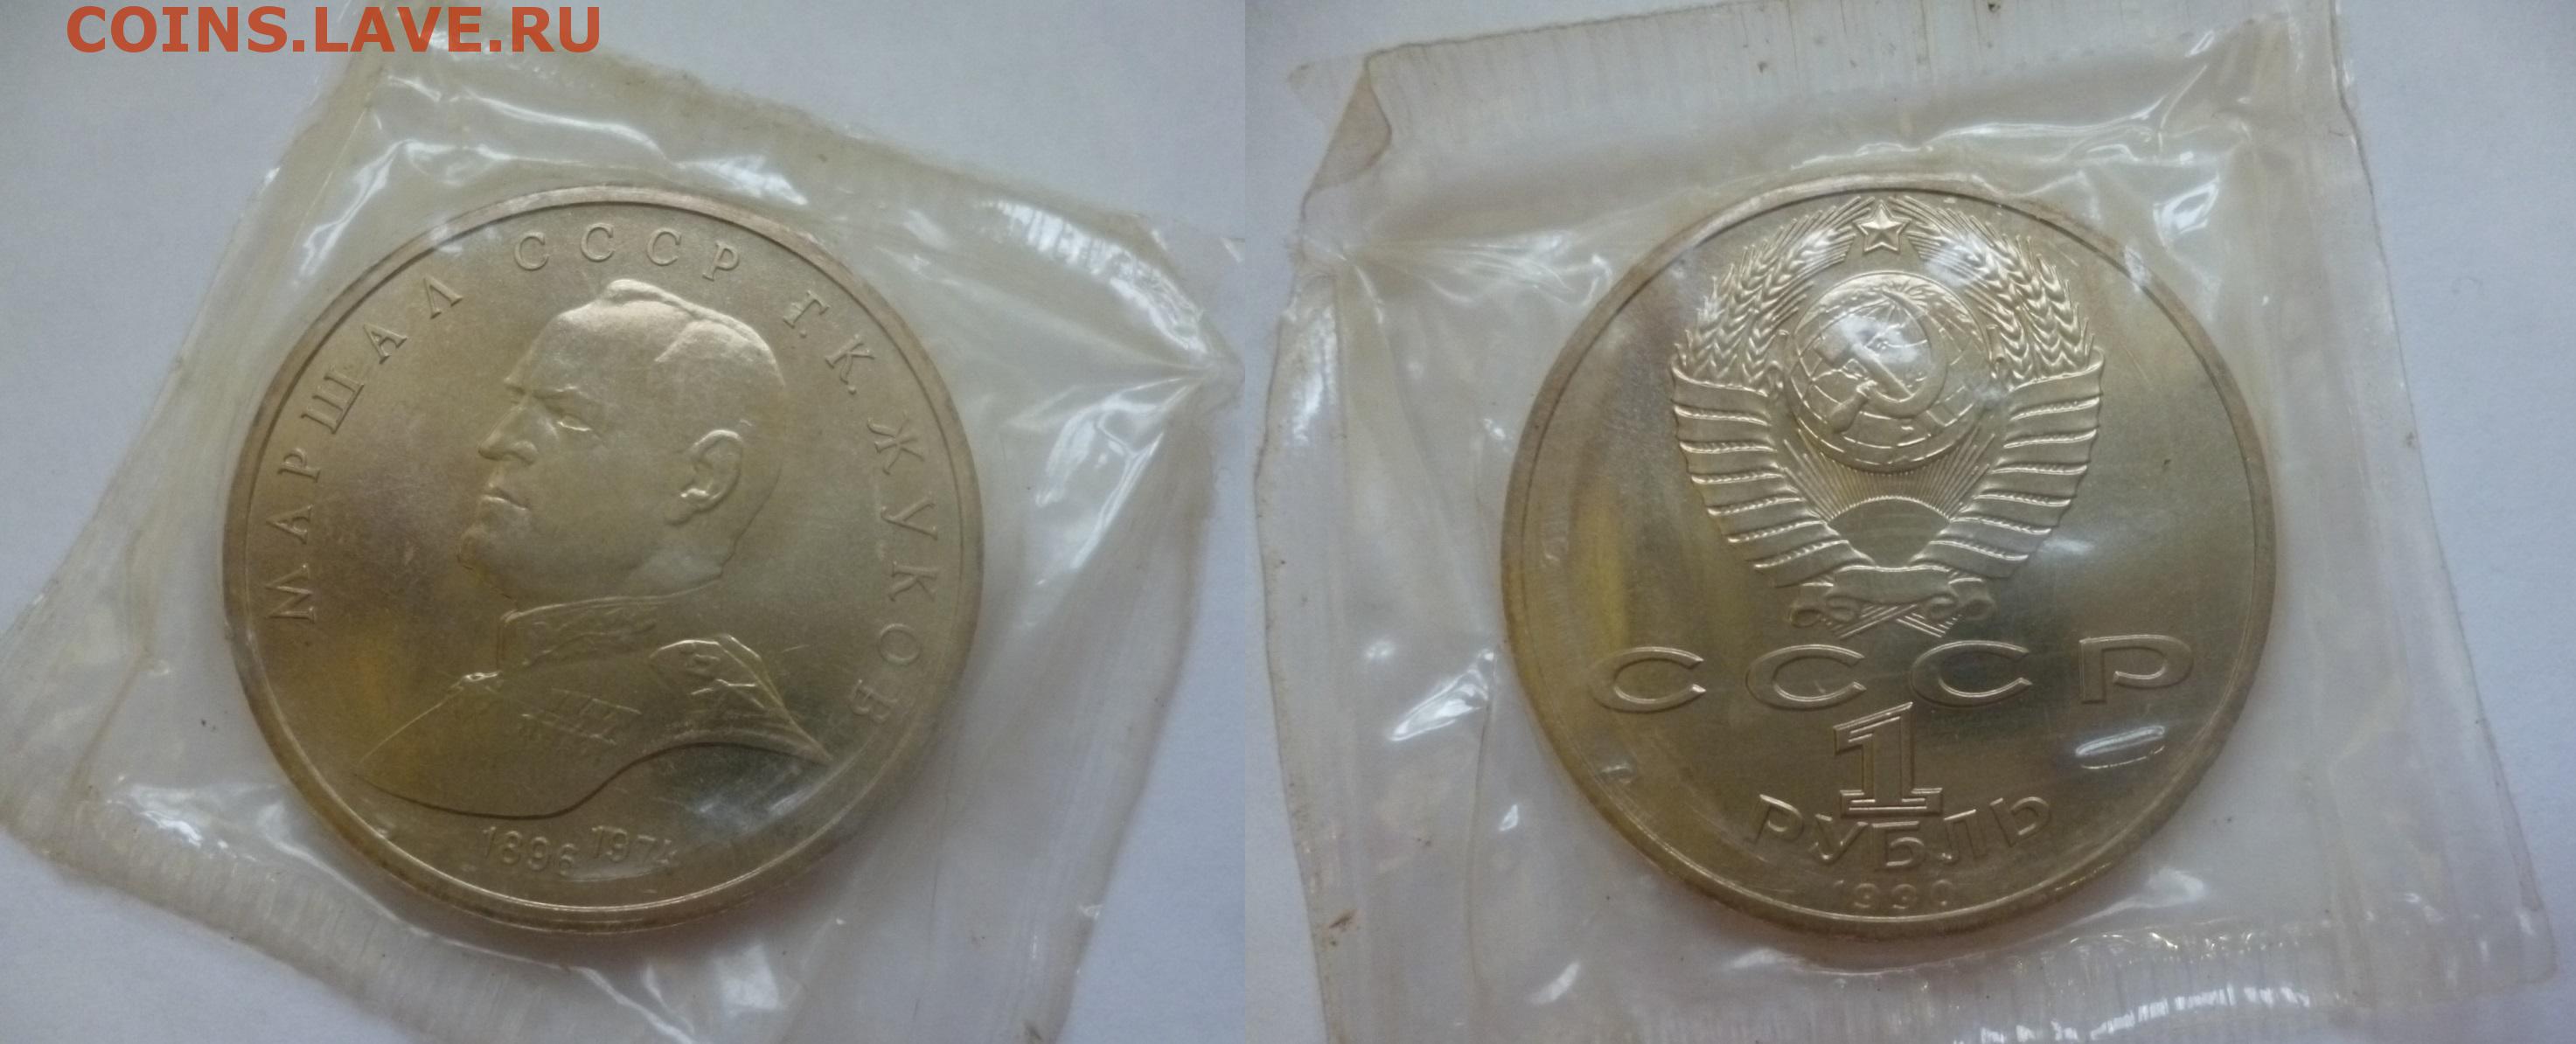 COINS.LAVE.RU
МАРШАЛ СССР Г.К. ЖУКОВ
1896 1974
СССР
1
РУБЛЬ
1990